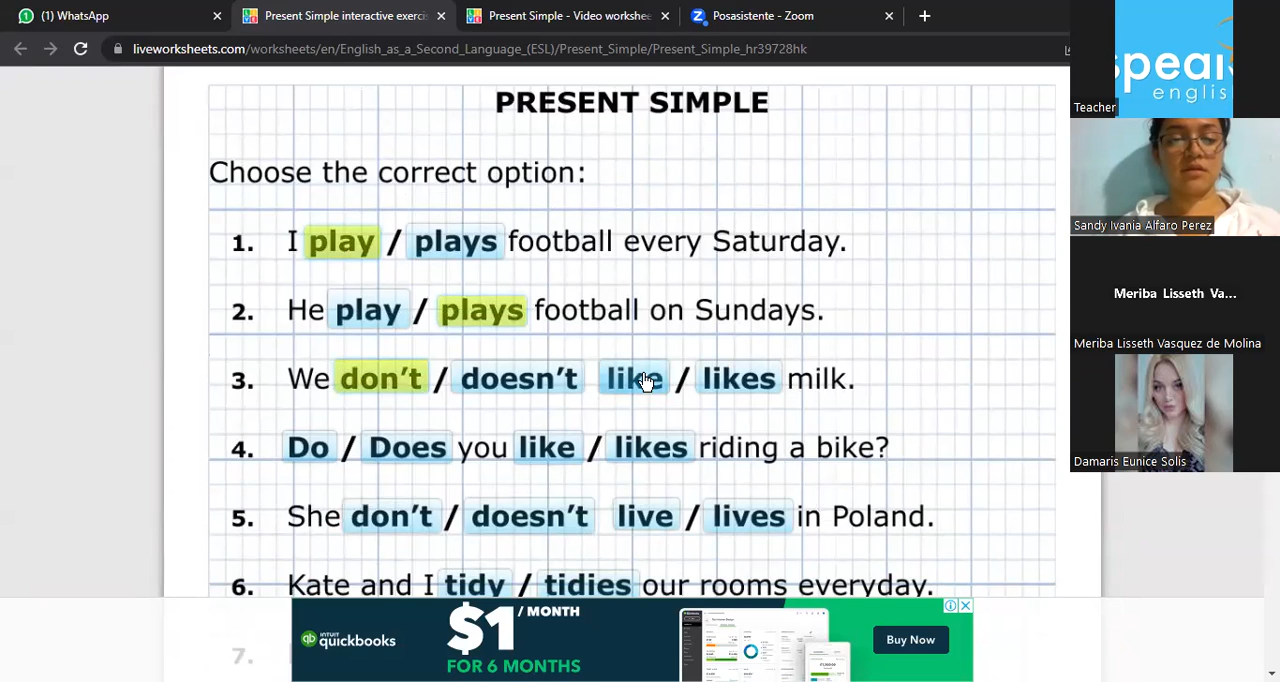 (1) WhatsApp
Present Simple interactive exerci
Present Simple - Video workshee
Posasistente - Zoom
liveworksheets.com/worksheets/en/English_as_a_Second_Language_(ESL)/Present_Simple/Present_Simple_hr39728hk
PRESENT SIMPLE
Choose the correct option:
1. I play / plays football every Saturday.
2. He play / plays football on Sundays.
3. We don't / doesn't like / likes milk.
4. Do / Does you like / likes riding a bike?
5. She don't / doesn't live / lives in Poland.
6. Kate and I tidy / tidies our rooms everyday.
7.
INTUIT
quickbooks
$1 / MONTH
FOR 3 MONTHS
Buy Now
speak
english
Teacher
Sandy Ivania Alfaro Perez
Meriba Lisseth Va...
Meriba Lisseth Vasquez de Molina
Damaris Eunice Solis